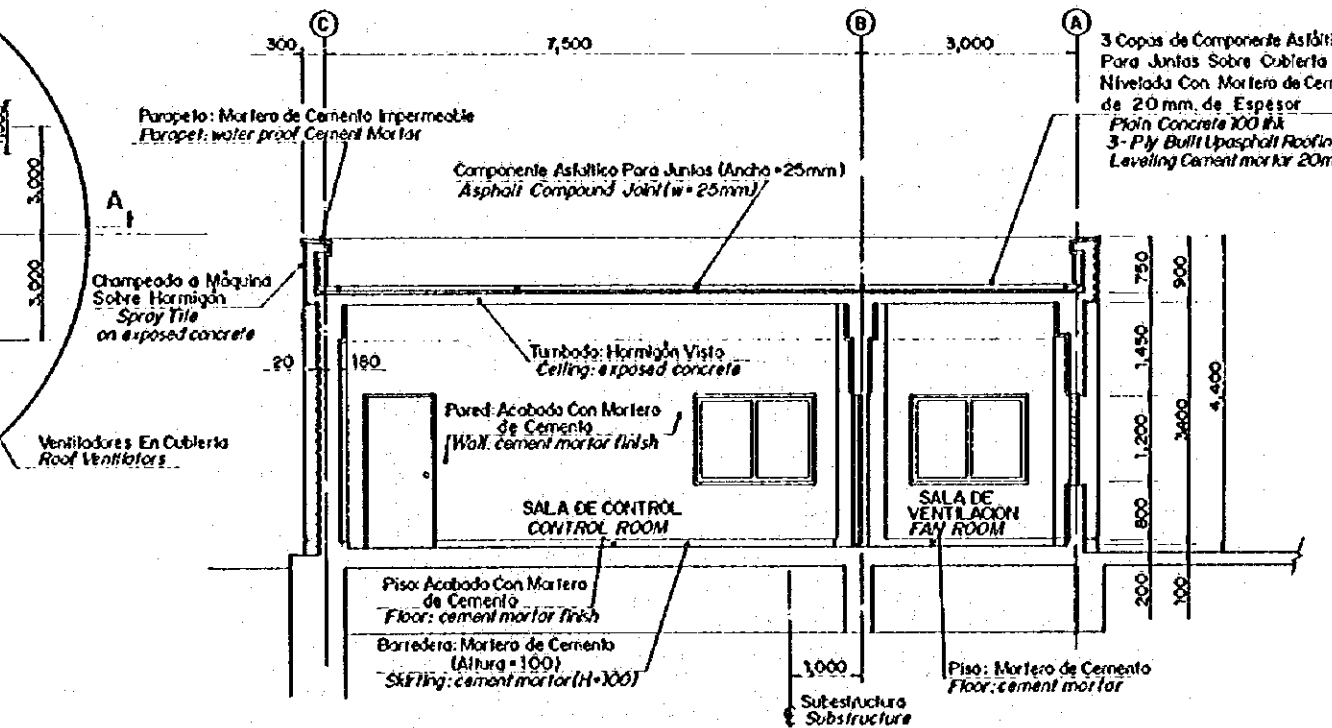 C
B
A
300
7,500
3,000
3 Capas de Componente Asfálti
Para Juntas Sobre Cubierta
Nivelada Con Mortero de Cem
de 20 mm. de Espesor
Plain Concrete 100 thk
3-Ply Built Upasphalt Roofin
Leveling Cement mortar 20m
Parapeto: Mortero de Cemento Impermeable
Parapet: water proof Cement Mortar
Componente Asfáltico Para Juntas (Ancho=25mm)
Asphalt Compound Joint (w=25mm)
3,000
3,000
A
Champeado a Máquina
Sobre Hormigón
Spray Tile
on exposed concrete
20
180
Tumbado: Hormigón Visto
Ceiling: exposed concrete
Pared: Acabado Con Mortero
de Cemento
Wall: cement mortar finish
Ventiladores En Cubierta
Roof Ventilators
SALA DE CONTROL
CONTROL ROOM
SALA DE
VENTILACION
FAN ROOM
750
900
1,450
1,200
3,400
4,400
800
200
100
Piso: Acabado Con Mortero
de Cemento
Floor: cement mortar finish
Barredera: Mortero de Cemento
(Altura=100)
Skirting: cement mortar (H=100)
1,000
Piso: Mortero de Cemento
Floor: cement mortar
Subestructura
Substructure